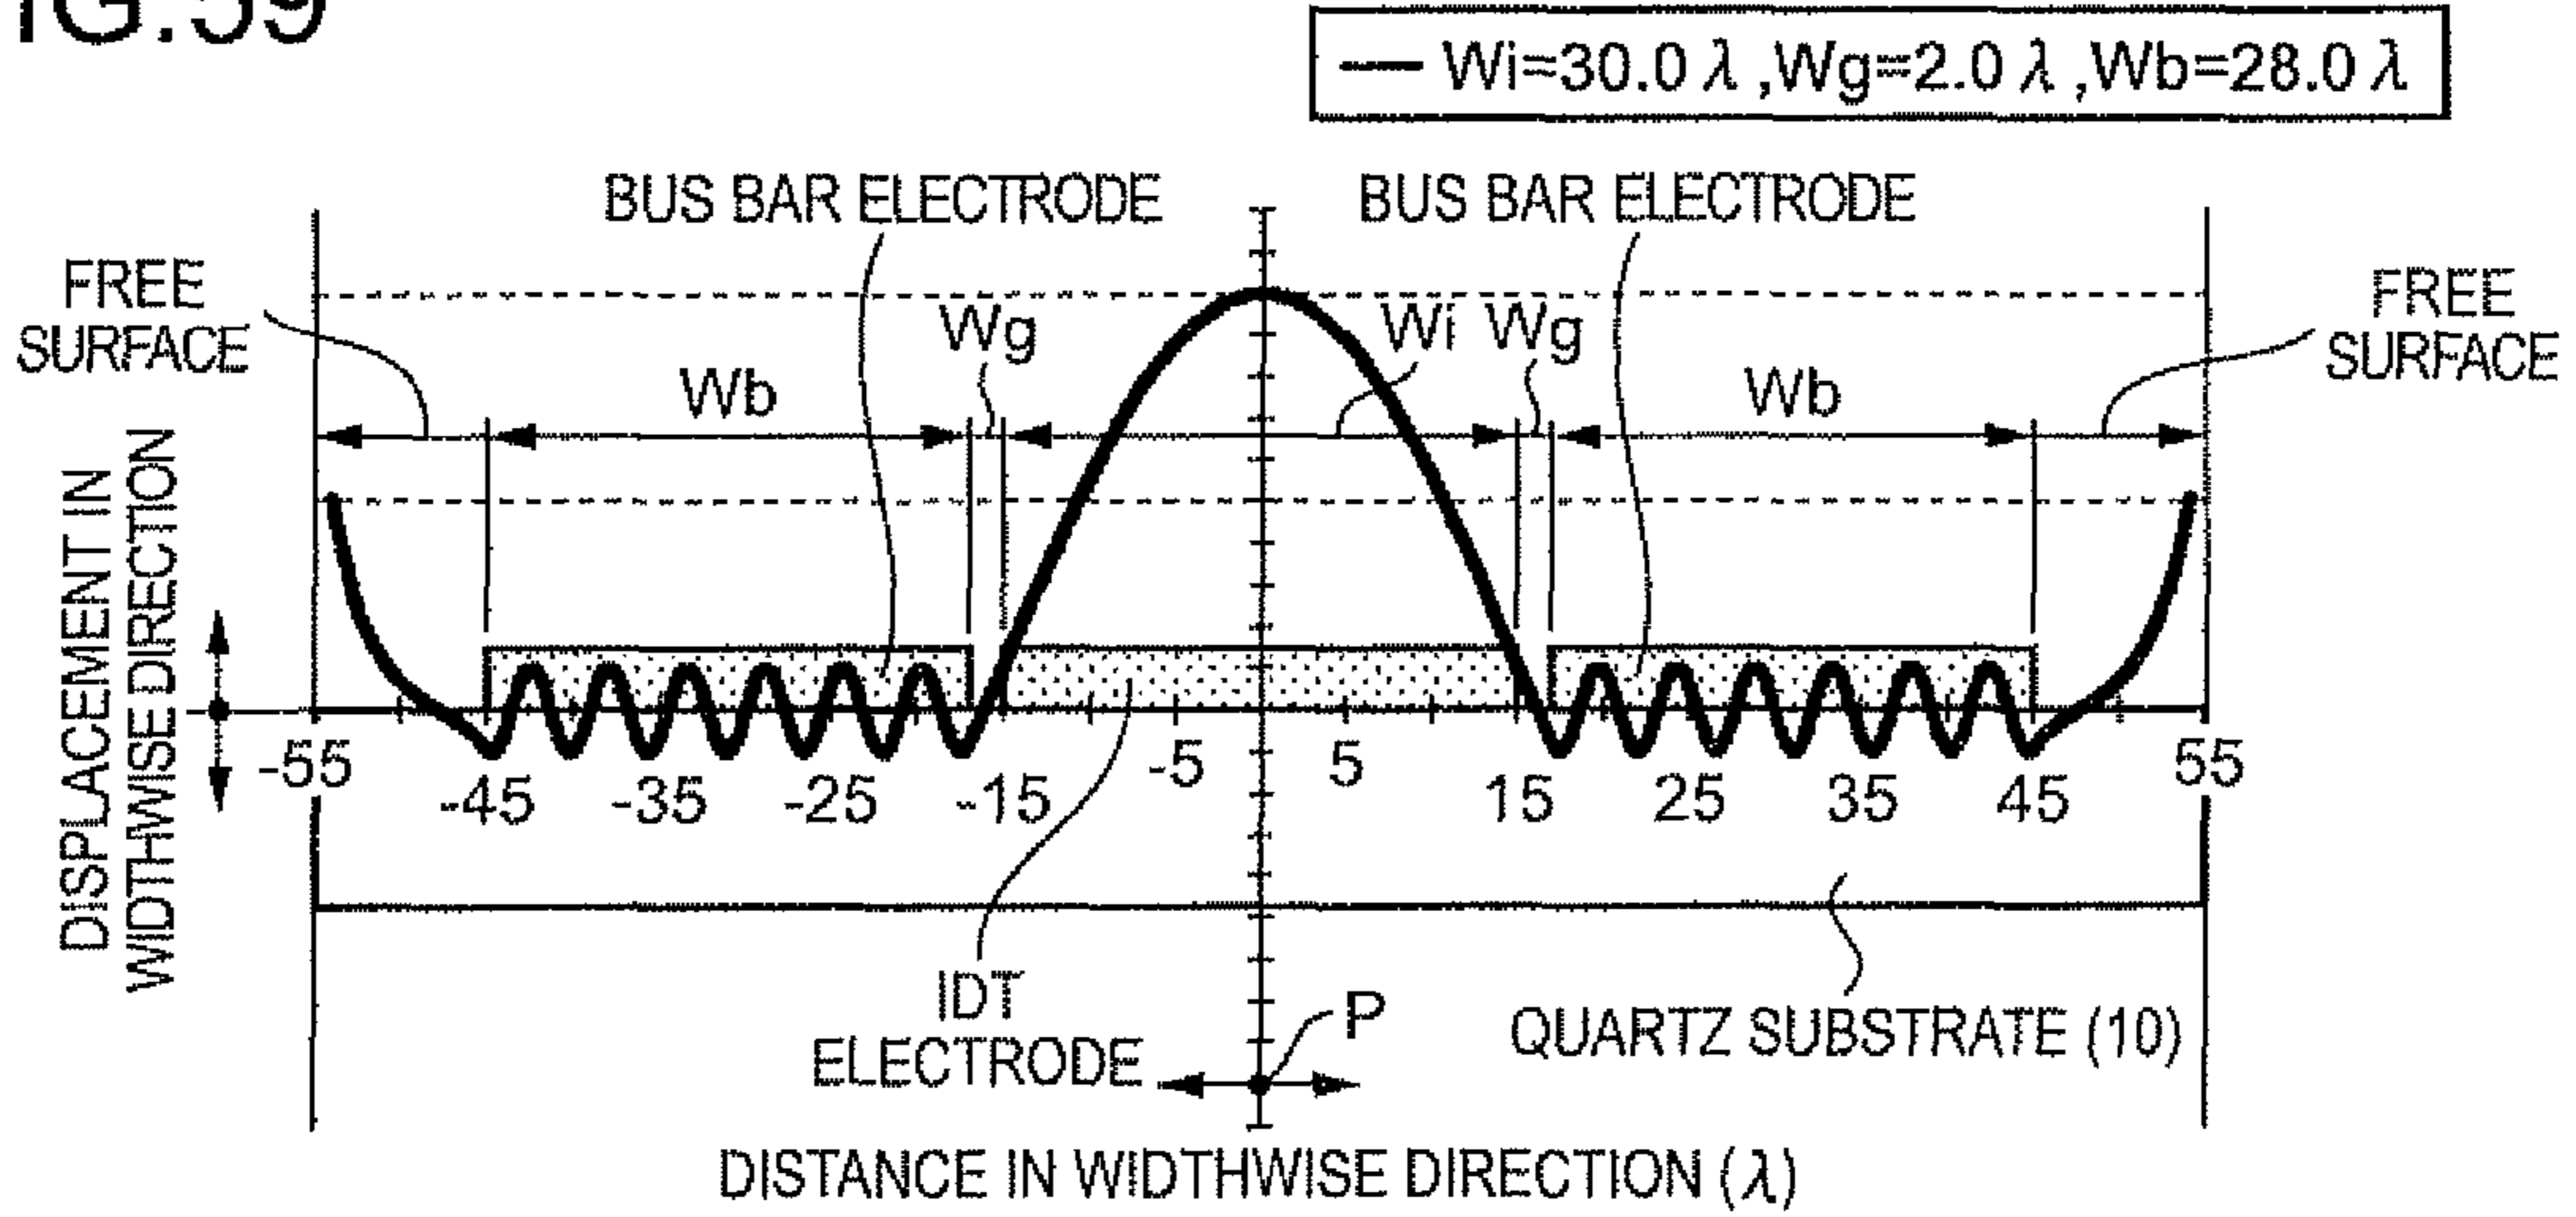 IG.59
Wi=30.0 λ ,Wg=2.0 λ ,Wb=28.0 λ
BUS BAR ELECTRODE
BUS BAR ELECTRODE
FREE
SURFACE
FREE
SURFACE
Wb
Wg
Wi
Wg
Wb
DISPLACEMENT IN
WIDTHWISE DIRECTION
-55
-45
-35
-25
-15
-5
5
15
25
35
45
55
IDT
ELECTRODE
P
QUARTZ SUBSTRATE (10)
DISTANCE IN WIDTHWISE DIRECTION (λ)